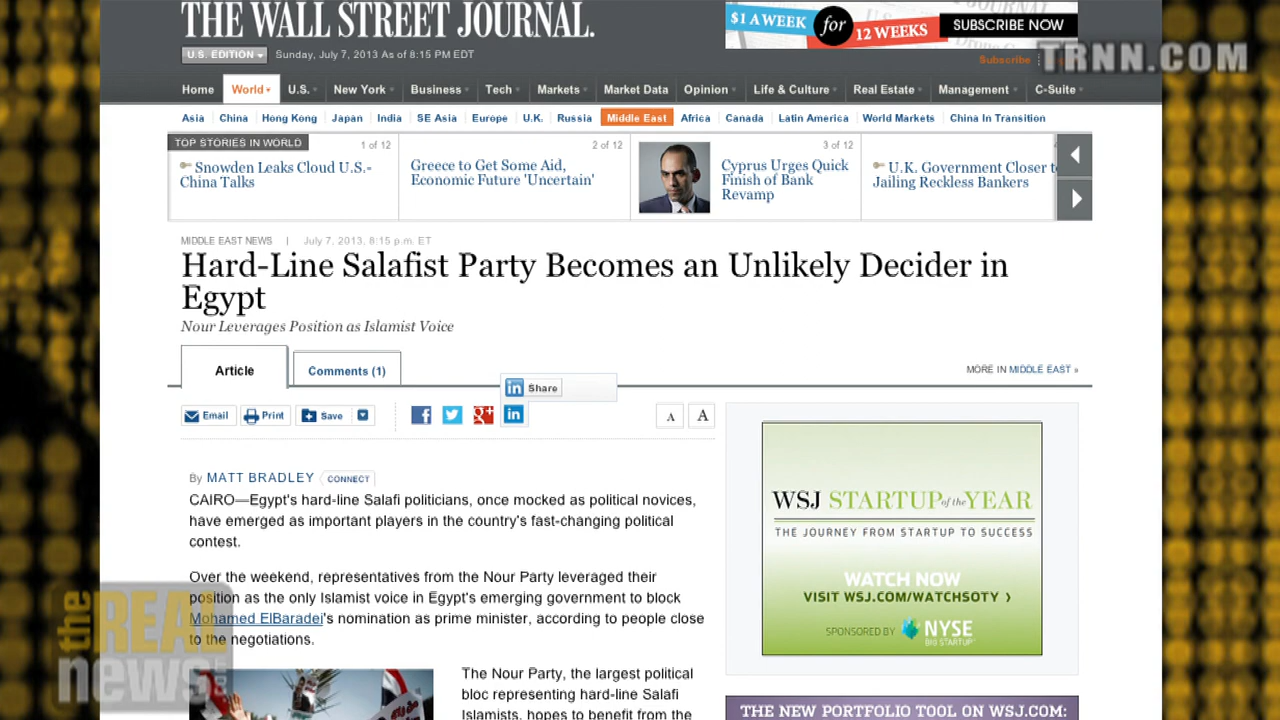 THE WALL STREET JOURNAL.
$1 A WEEK for 12 WEEKS SUBSCRIBE NOW
U.S. EDITION Sunday, July 7, 2013 As of 8:15 PM EDT
Subscribe
TRNN.COM
Home World U.S. New York Business Tech Markets Market Data Opinion Life & Culture Real Estate Management C-Suite
Asia China Hong Kong Japan India SE Asia Europe U.K. Russia Middle East Africa Canada Latin America World Markets China In Transition
TOP STORIES IN WORLD
1 of 12
Snowden Leaks Cloud U.S.-
China Talks
2 of 12
Greece to Get Some Aid,
Economic Future 'Uncertain'
3 of 12
Cyprus Urges Quick
Finish of Bank
Revamp
U.K. Government Closer to
Jailing Reckless Bankers
MIDDLE EAST NEWS | July 7, 2013, 8:15 p.m. ET
Hard-Line Salafist Party Becomes an Unlikely Decider in
Egypt
Nour Leverages Position as Islamist Voice
Article Comments (1)
MORE IN MIDDLE EAST »
in Share
Email Print Save f g+ in A A
By MATT BRADLEY CONNECT
CAIRO—Egypt's hard-line Salafi politicians, once mocked as political novices,
have emerged as important players in the country's fast-changing political
contest.
Over the weekend, representatives from the Nour Party leveraged their
position as the only Islamist voice in Egypt's emerging government to block
Mohamed ElBaradei's nomination as prime minister, according to people close
to the negotiations.
The Nour Party, the largest political
bloc representing hard-line Salafi
Islamists, hopes to benefit from the
WSJ STARTUP of the YEAR
THE JOURNEY FROM STARTUP TO SUCCESS
WATCH NOW
VISIT WSJ.COM/WATCHSOTY ›
SPONSORED BY NYSE
BIG STARTUP
THE NEW PORTFOLIO TOOL ON WSJ.COM:
the REAL
news